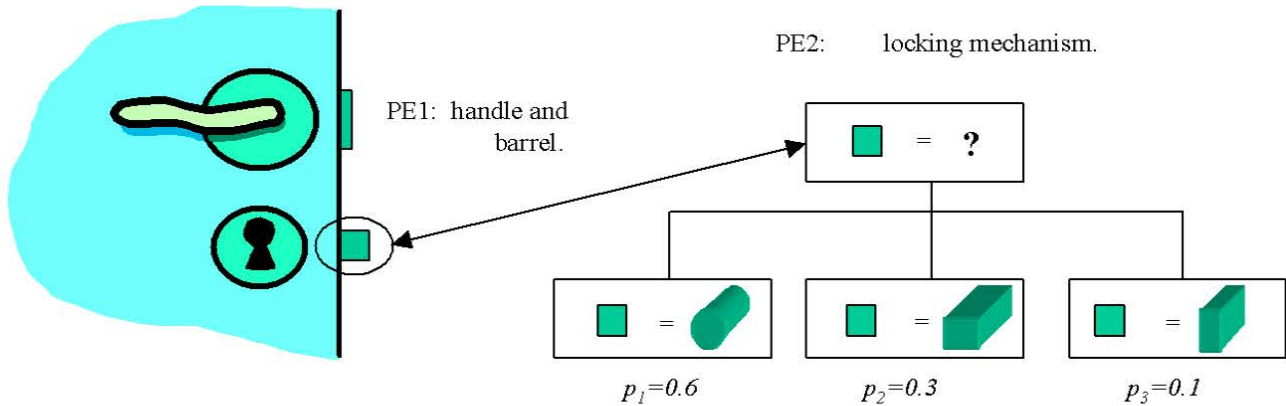 PE2: locking mechanism.
PE1: handle and
barrel.
= ?
=
=
=
p₁=0.6
p₂=0.3
p₃=0.1